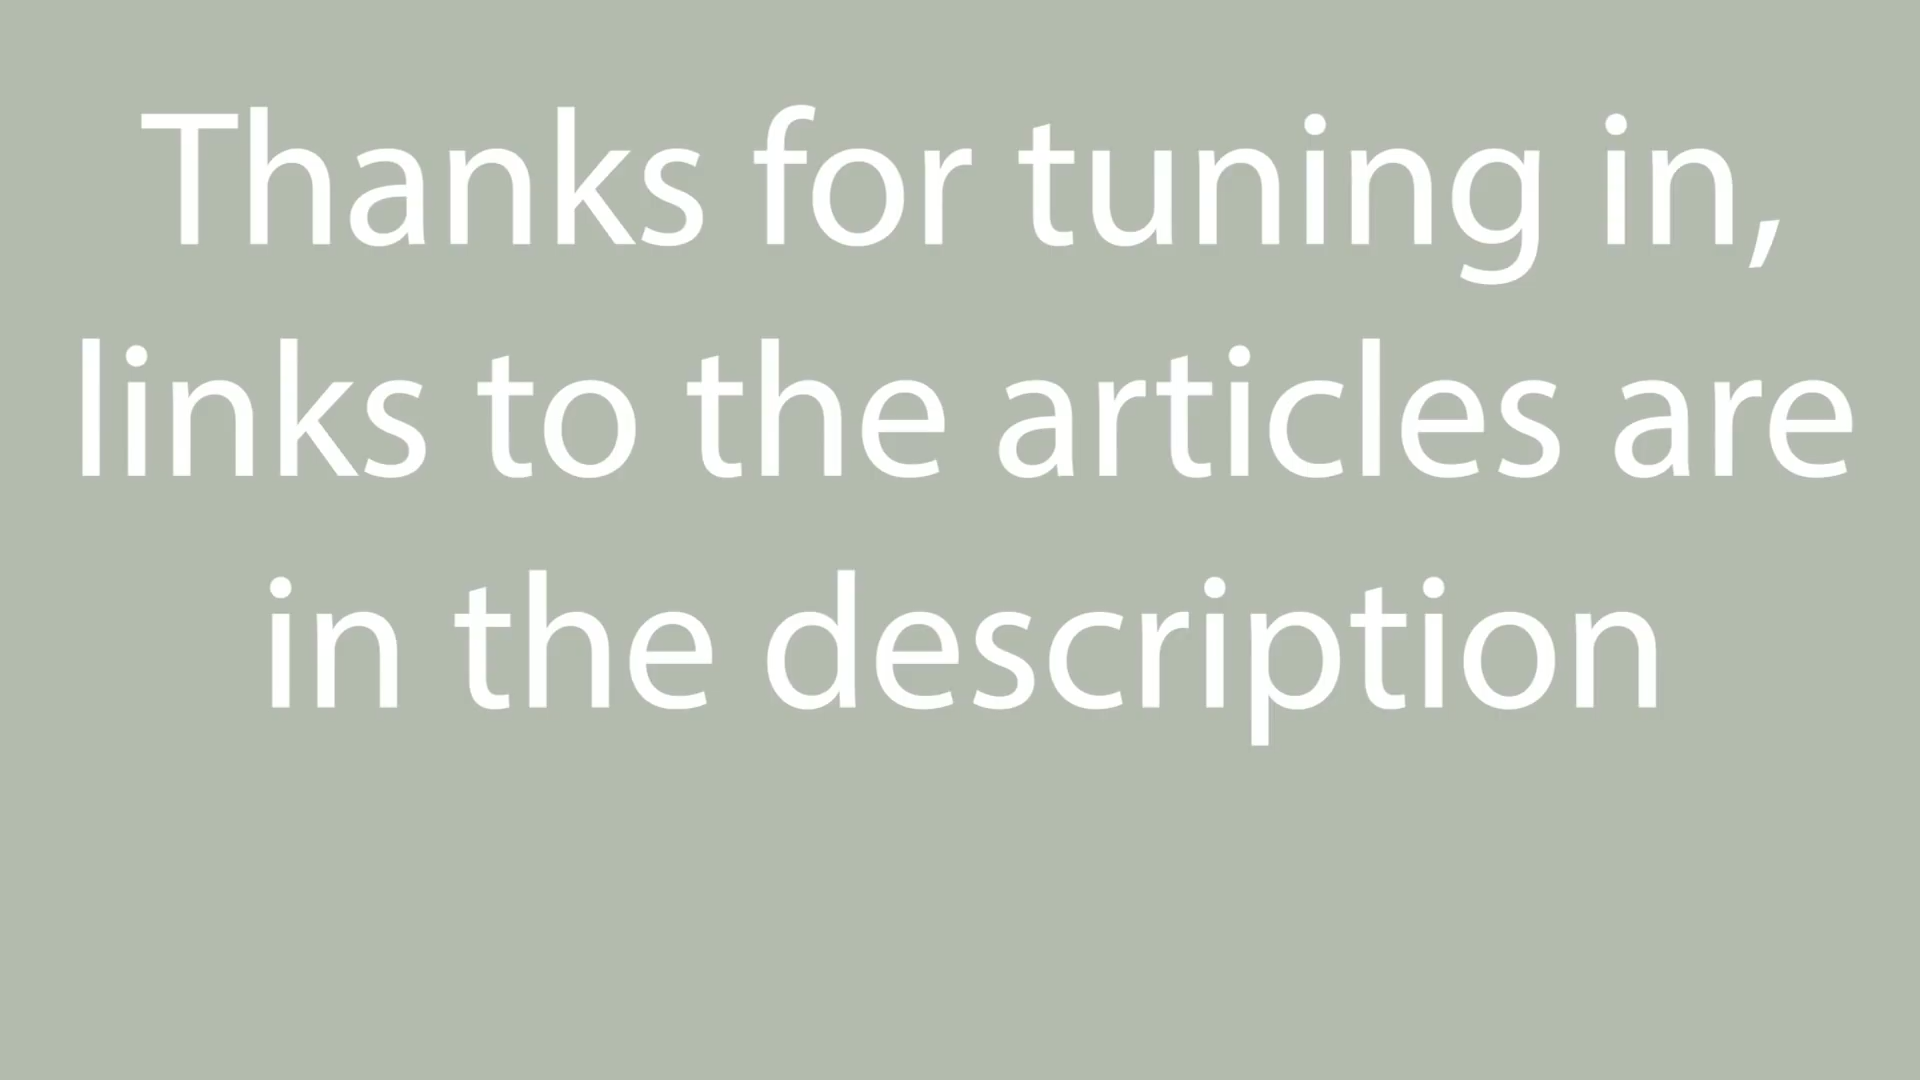 Thanks for tuning in,
links to the articles are
in the description